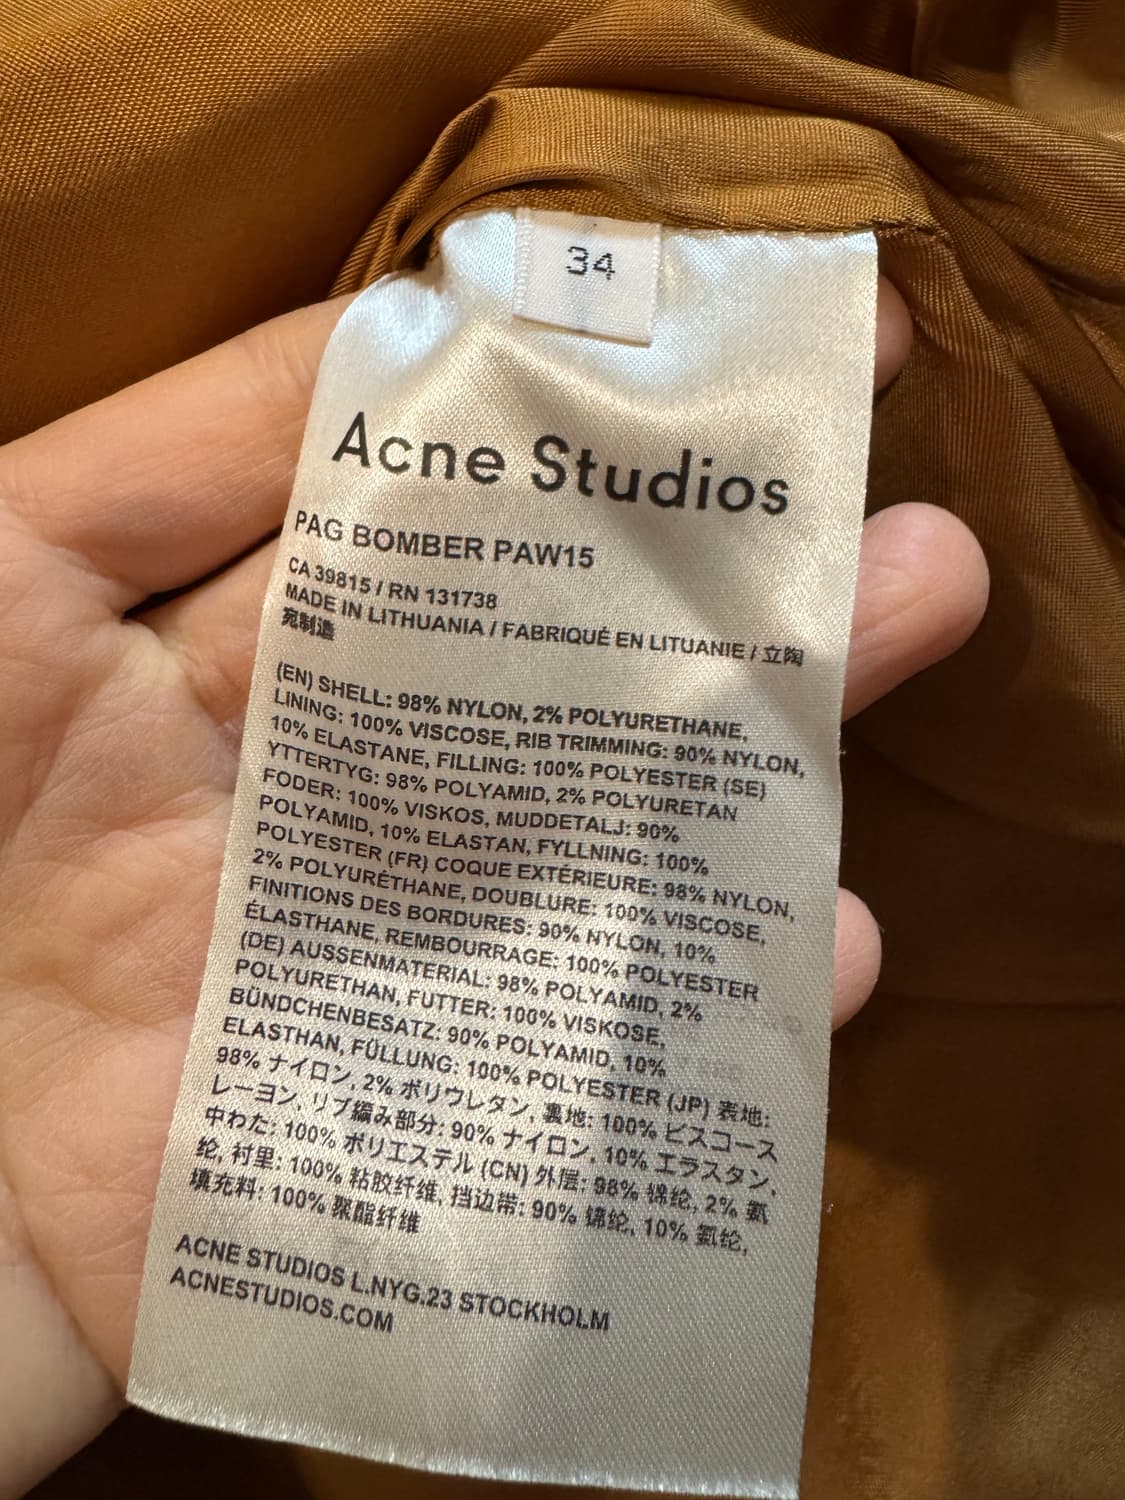 34
Acne Studios
PAG BOMBER PAW15
CA 39815 / RN 131738
MADE IN LITHUANIA / FABRIQUÉ EN LITUANIE / 立陶
宛制造
(EN) SHELL: 98% NYLON, 2% POLYURETHANE,
LINING: 100% VISCOSE, RIB TRIMMING: 90% NYLON,
10% ELASTANE, FILLING: 100% POLYESTER (SE)
YTTERTYG: 98% POLYAMID, 2% POLYURETAN
FODER: 100% VISKOS, MUDDETALJ: 90%
POLYAMID, 10% ELASTAN, FYLLNING: 100%
POLYESTER (FR) COQUE EXTÉRIEURE: 98% NYLON,
2% POLYURÉTHANE, DOUBLURE: 100% VISCOSE,
FINITIONS DES BORDURES: 90% NYLON, 10%
ÉLASTHANE, REMBOURRAGE: 100% POLYESTER
(DE) AUSSENMATERIAL: 98% POLYAMID, 2%
POLYURETHAN, FUTTER: 100% VISKOSE,
BÜNDCHENBESATZ: 90% POLYAMID, 10%
ELASTHAN, FÜLLUNG: 100% POLYESTER (JP) 表地:
98% ナイロン, 2% ポリウレタン, 裏地: 100% ビスコース
レーヨン, リブ編み部分: 90% ナイロン, 10% エラスタン,
中わた: 100% ポリエステル (CN) 外层: 98% 锦纶, 2% 氨
纶, 衬里: 100% 粘胶纤维, 挡边带: 90% 锦纶, 10% 氨纶,
填充料: 100% 聚酯纤维
ACNE STUDIOS L.NYG.23 STOCKHOLM
ACNESTUDIOS.COM